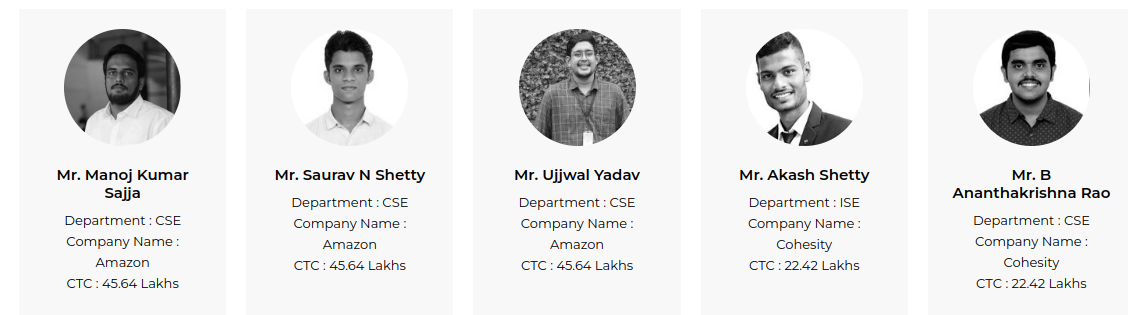 Mr. Manoj Kumar
Sajja
Department : CSE
Company Name :
Amazon
CTC : 45.64 Lakhs
Mr. Saurav N Shetty
Department : CSE
Company Name :
Amazon
CTC : 45.64 Lakhs
Mr. Ujjwal Yadav
Department : CSE
Company Name :
Amazon
CTC : 45.64 Lakhs
Mr. Akash Shetty
Department : ISE
Company Name :
Cohesity
CTC : 22.42 Lakhs
Mr. B
Ananthakrishna Rao
Department : CSE
Company Name :
Cohesity
CTC : 22.42 Lakhs